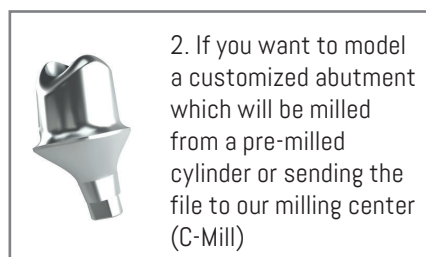 2. If you want to model
a customized abutment
which will be milled
from a pre-milled
cylinder or sending the
file to our milling center
(C-Mill)